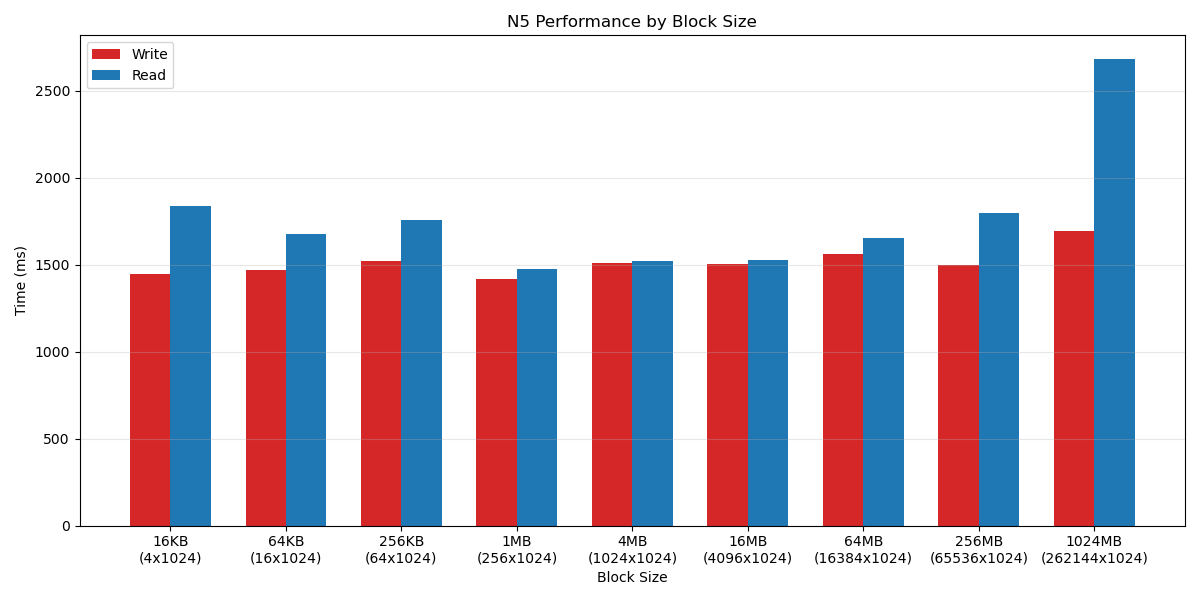 N5 Performance by Block Size
Write
Read
Time (ms)
2500
2000
1500
1000
500
0
16KB
(4x1024)
64KB
(16x1024)
256KB
(64x1024)
1MB
(256x1024)
4MB
(1024x1024)
16MB
(4096x1024)
64MB
(16384x1024)
256MB
(65536x1024)
1024MB
(262144x1024)
Block Size